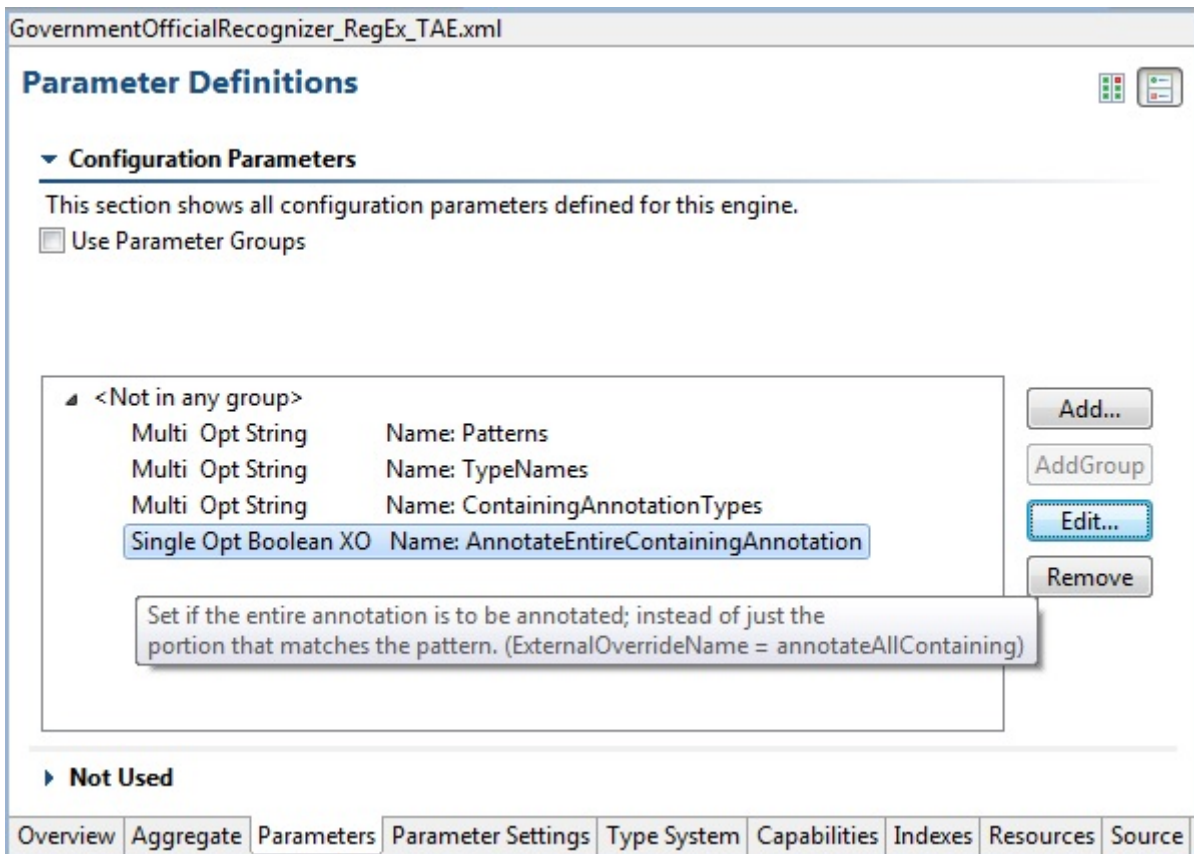 GovernmentOfficialRecognizer_RegEx_TAE.xml
Parameter Definitions
Configuration Parameters
This section shows all configuration parameters defined for this engine.
Use Parameter Groups
<Not in any group>
Multi Opt String Name: Patterns
Multi Opt String Name: TypeNames
Multi Opt String Name: ContainingAnnotationTypes
Single Opt Boolean XO Name: AnnotateEntireContainingAnnotation
Add...
AddGroup
Edit...
Remove
Set if the entire annotation is to be annotated; instead of just the
portion that matches the pattern. (ExternalOverrideName = annotateAllContaining)
Not Used
Overview Aggregate Parameters Parameter Settings Type System Capabilities Indexes Resources Source